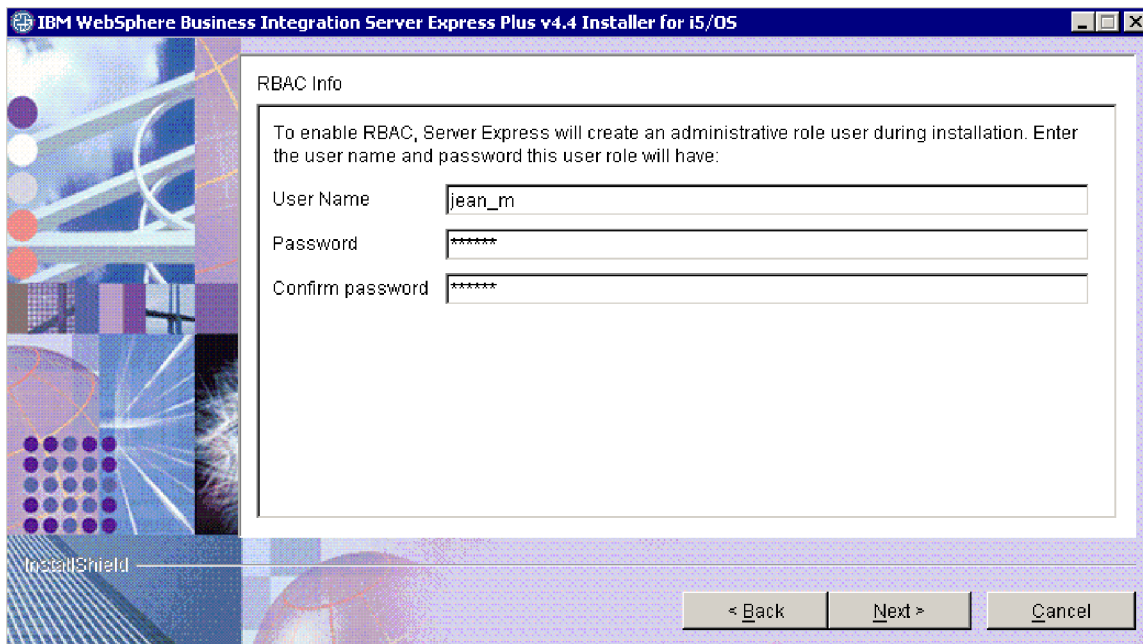 IBM WebSphere Business Integration Server Express Plus v4.4 Installer for i5/OS
RBAC Info
To enable RBAC, Server Express will create an administrative role user during installation. Enter
the user name and password this user role will have:
User Name jean_m
Password ******
Confirm password ******
InstallShield
< Back Next > Cancel